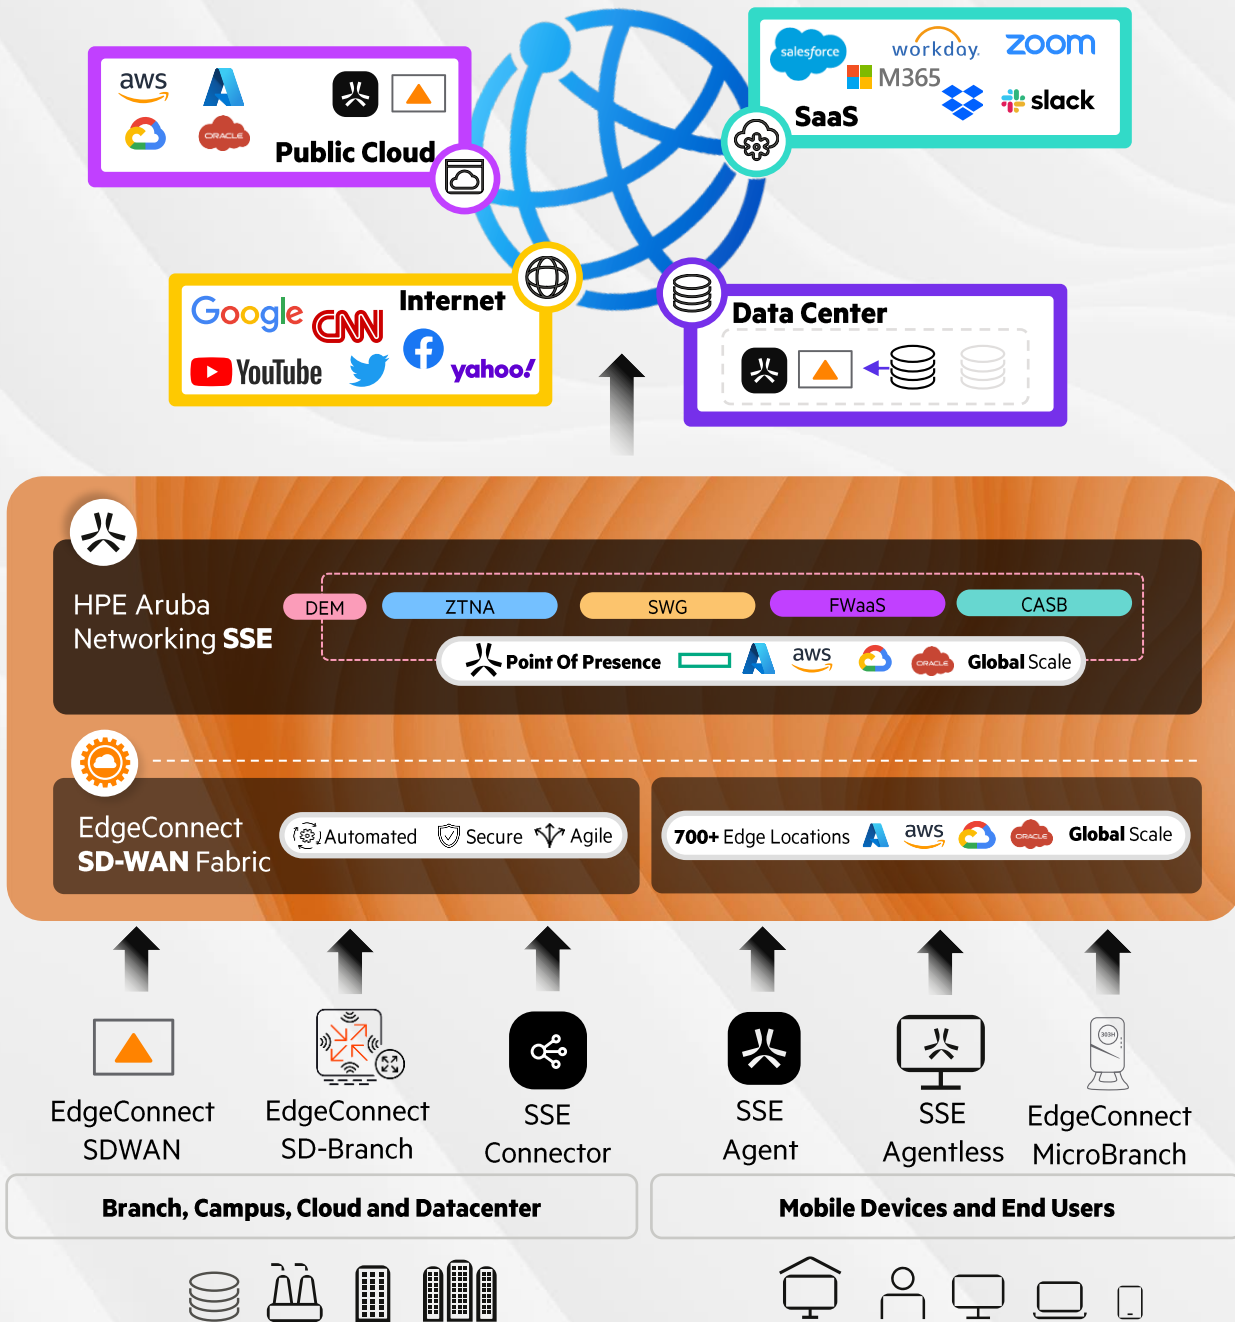 aws
ORACLE
Public Cloud
salesforce
workday.
zoom
M365
slack
SaaS
Google
CNN
Internet
YouTube
yahoo!
Data Center
HPE Aruba
Networking SSE
DEM
ZTNA
SWG
FWaaS
CASB
Point Of Presence
aws
ORACLE
Global Scale
EdgeConnect
SD-WAN Fabric
Automated
Secure
Agile
700+ Edge Locations
aws
ORACLE
Global Scale
EdgeConnect
SDWAN
EdgeConnect
SD-Branch
SSE
Connector
SSE
Agent
SSE
Agentless
303H
EdgeConnect
MicroBranch
Branch, Campus, Cloud and Datacenter
Mobile Devices and End Users